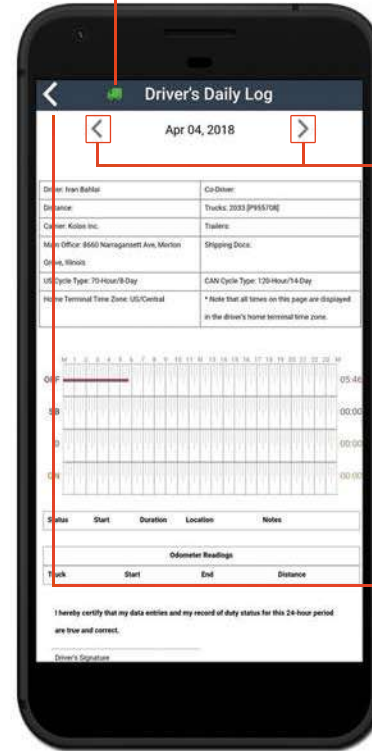 Driver's Daily Log
Apr 04, 2018
Driver: Ivan Bahlai
Co-Driver:
Distance:
Trucks: 2033 [P955708]
Carrier: Kolon Inc.
Trailers:
Main Office: 8660 Narragansett Ave, Morton
Grove, Illinois
Shipping Docs:
US Cycle Type: 70-Hour/8-Day
CAN Cycle Type: 120-Hour/14-Day
Home Terminal Time Zone: US/Central
* Note that all times on this page are displayed
in the driver's home terminal time zone.
M 1 2 3 4 5 6 7 8 9 10 11 N 13 14 15 16 17 18 19 20 21 22 23 M
OFF 05:46
SB 00:00
D 00:00
ON 00:00
Status Start Duration Location Notes
Odometer Readings
Truck Start End Distance
I hereby certify that my data entries and my record of duty status for this 24-hour period
are true and correct.
Driver's Signature